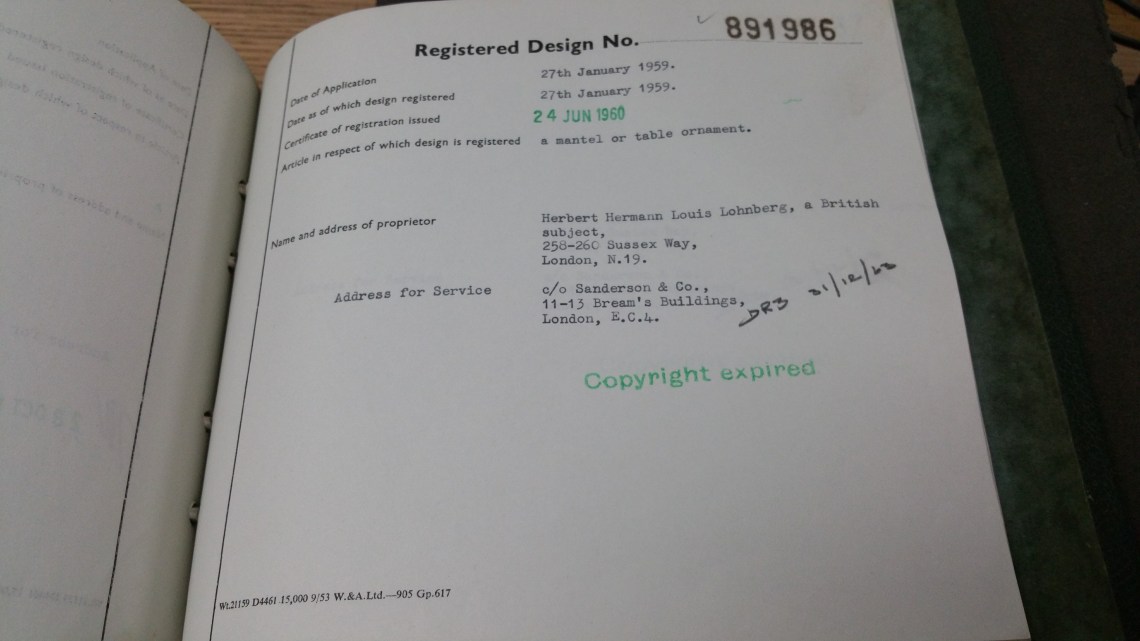 Registered Design No. 891986
Date of Application 27th January 1959.
Date as of which design registered 27th January 1959.
Certificate of registration issued 24 JUN 1960
Article in respect of which design is registered a mantel or table ornament.
Name and address of proprietor Herbert Hermann Louis Lohnberg, a British
subject,
258-260 Sussex Way,
London, N.19.
Address for Service c/o Sanderson & Co.,
11-13 Bream's Buildings,
London, E.C.4.
DR3 31/12/62
Copyright expired
Wt.21159 D4461 15,000 9/53 W.&A.Ltd.—905 Gp.617